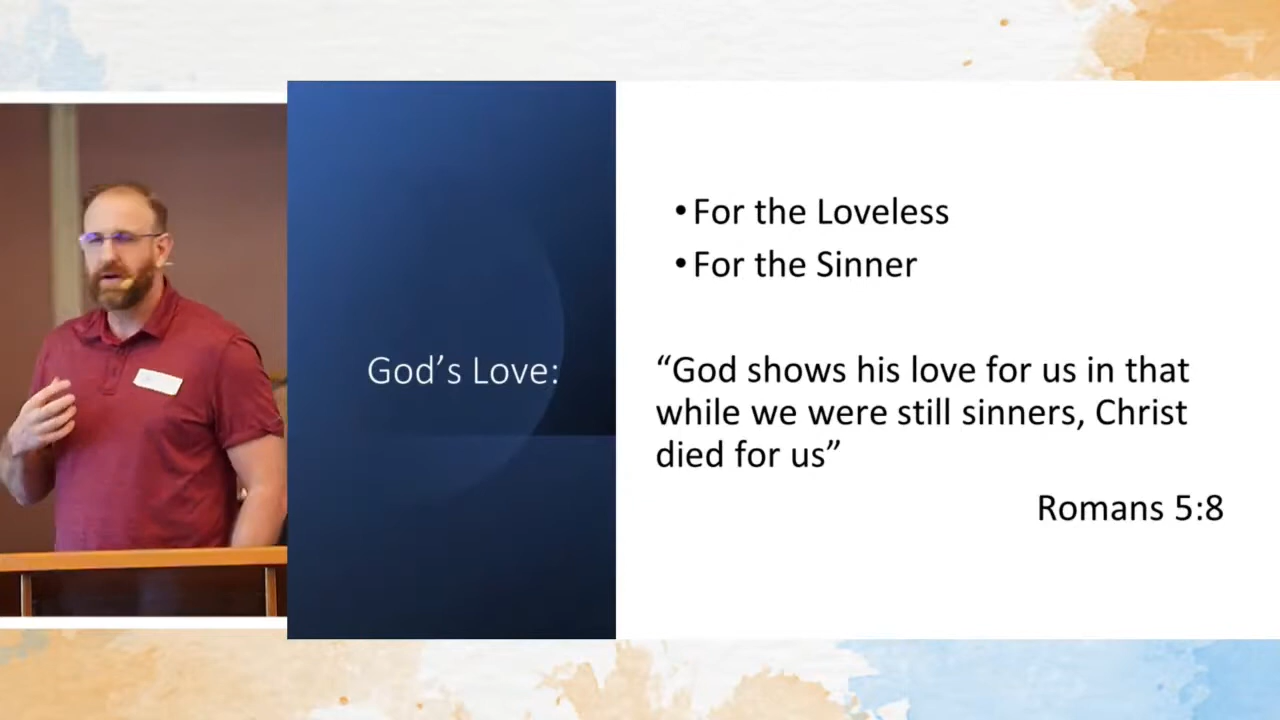 God’s Love:
•For the Loveless
•For the Sinner
“God shows his love for us in that
while we were still sinners, Christ
died for us”
Romans 5:8